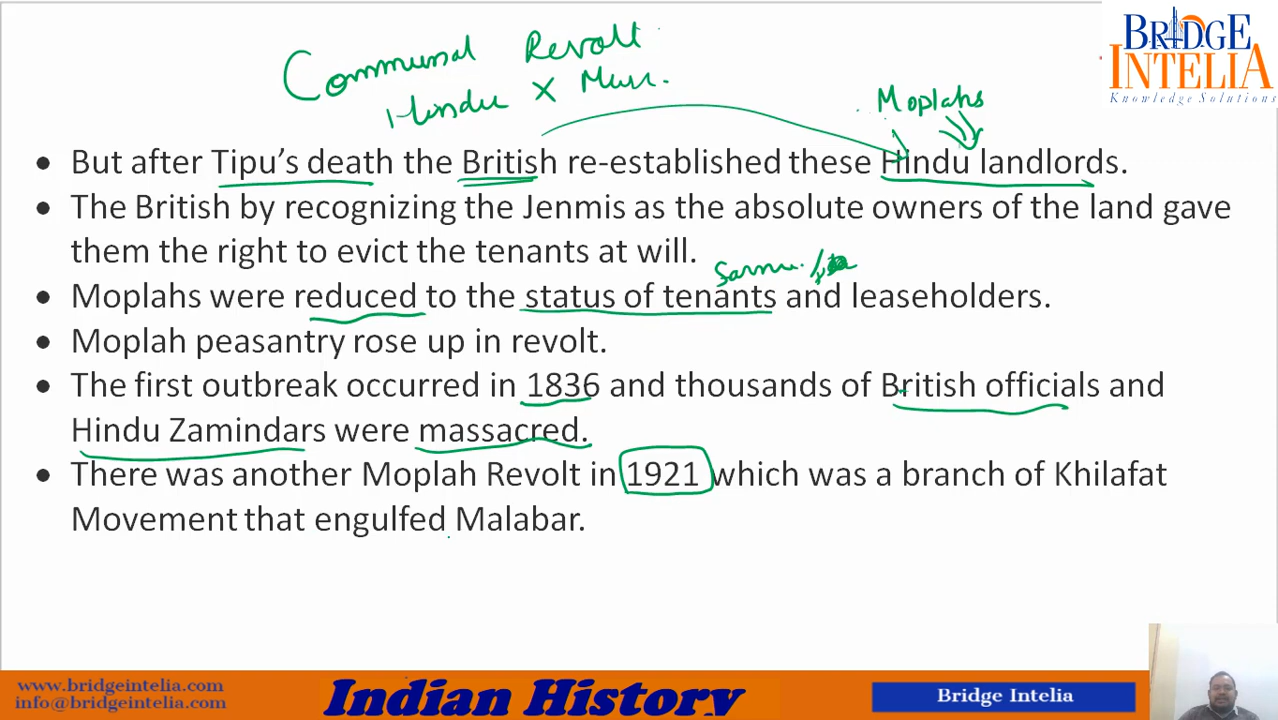 Communal Revolt
Hindu x Mus.
Moplahs
BRIDGE
INTELIA
Knowledge Solutions
• But after Tipu's death the British re-established these Hindu landlords.
• The British by recognizing the Jenmis as the absolute owners of the land gave
them the right to evict the tenants at will.
• Moplahs were reduced to the status of tenants and leaseholders.
• Moplah peasantry rose up in revolt.
• The first outbreak occurred in 1836 and thousands of British officials and
Hindu Zamindars were massacred.
• There was another Moplah Revolt in 1921 which was a branch of Khilafat
Movement that engulfed Malabar.
www.bridgeintelia.com
info@bridgeintelia.com
Indian History
Bridge Intelia